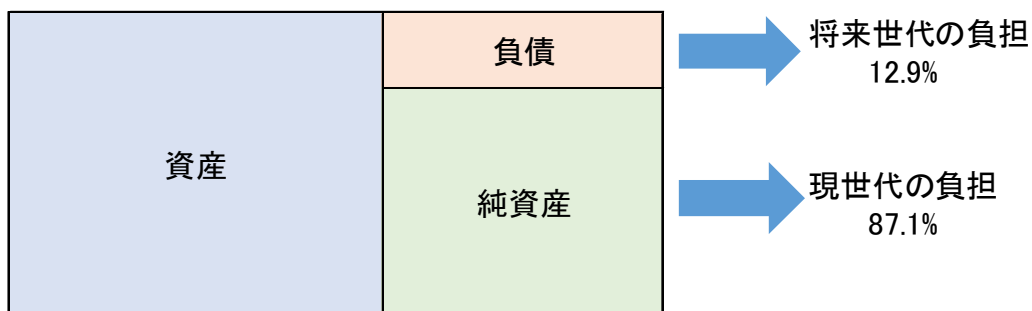 資産
負債
純資産
将来世代の負担
12.9%
現世代の負担
87.1%